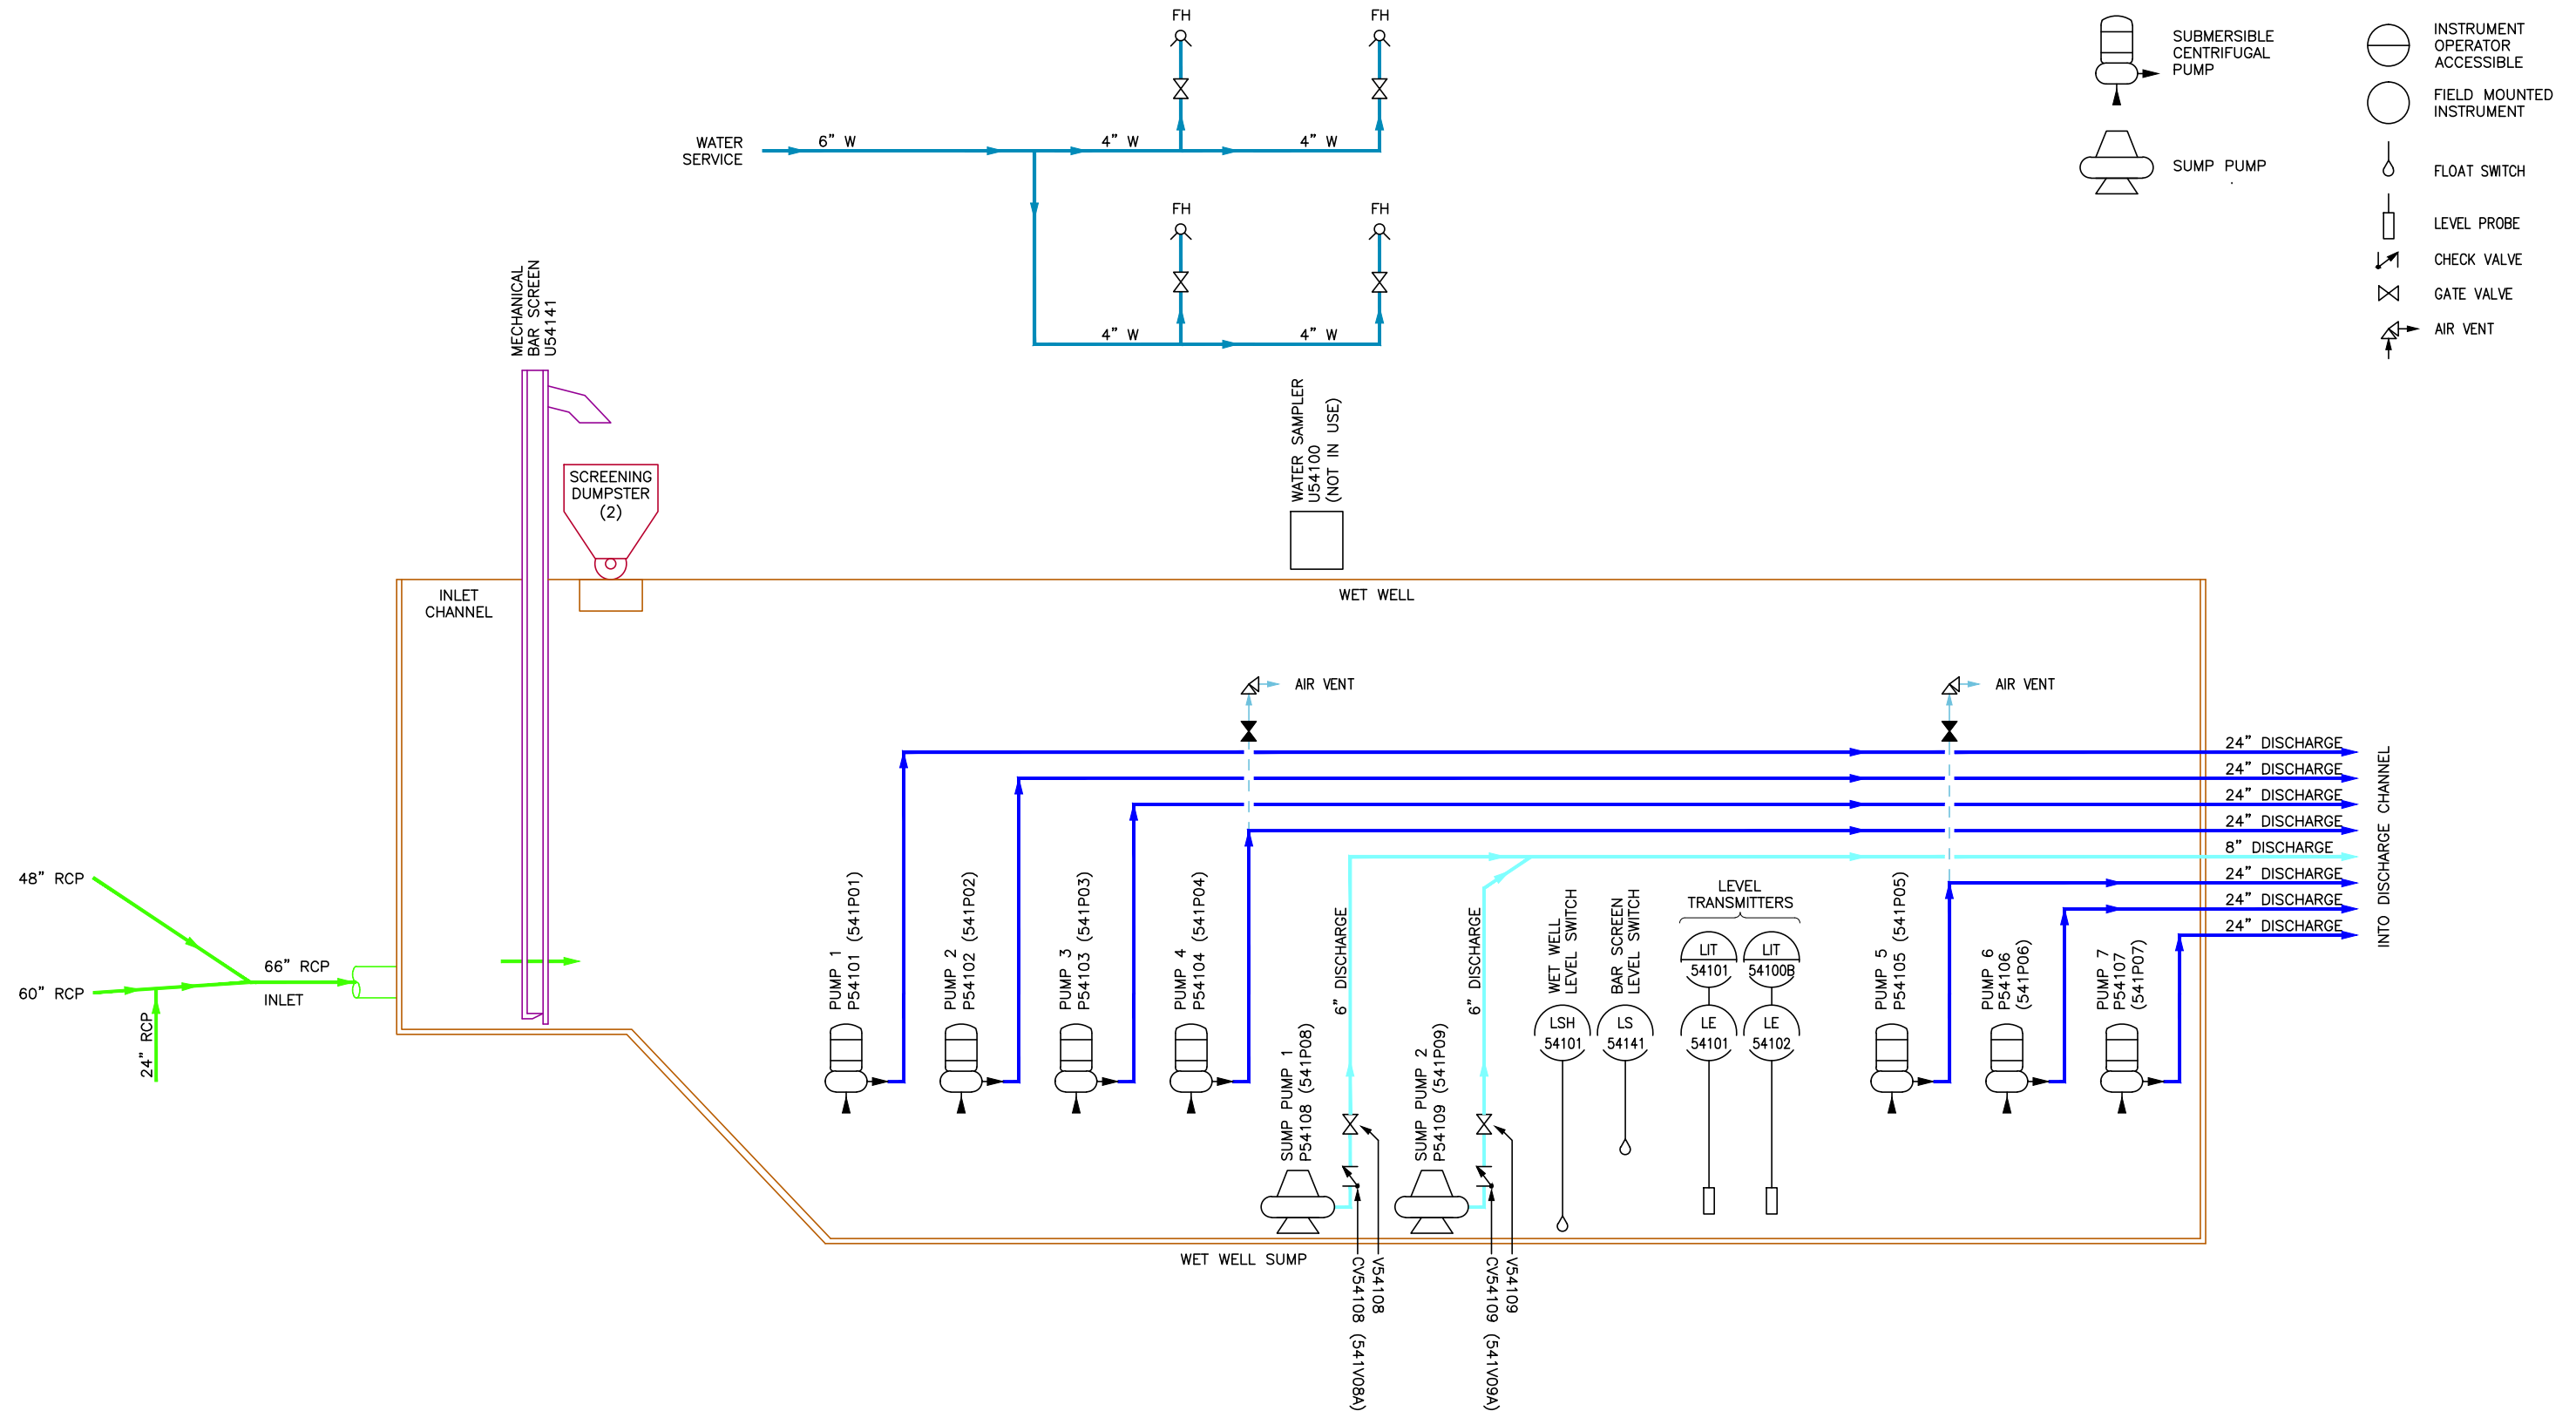 FH
FH
WATER
SERVICE
6" W
4" W
4" W
FH
FH
4" W
4" W
SUBMERSIBLE
CENTRIFUGAL
PUMP
SUMP PUMP
INSTRUMENT
OPERATOR
ACCESSIBLE
FIELD MOUNTED
INSTRUMENT
FLOAT SWITCH
LEVEL PROBE
CHECK VALVE
GATE VALVE
AIR VENT
MECHANICAL
BAR SCREEN
U54141
SCREENING
DUMPSTER
(2)
WATER SAMPLER
U54100
(NOT IN USE)
INLET
CHANNEL
WET WELL
AIR VENT
AIR VENT
24" DISCHARGE
24" DISCHARGE
24" DISCHARGE
24" DISCHARGE
8" DISCHARGE
24" DISCHARGE
24" DISCHARGE
24" DISCHARGE
INTO DISCHARGE CHANNEL
48" RCP
60" RCP
24" RCP
66" RCP
INLET
PUMP 1
P54101 (541P01)
PUMP 2
P54102 (541P02)
PUMP 3
P54103 (541P03)
PUMP 4
P54104 (541P04)
SUMP PUMP 1
P54108 (541P08)
6" DISCHARGE
SUMP PUMP 2
P54109 (541P09)
6" DISCHARGE
WET WELL
LEVEL SWITCH
BAR SCREEN
LEVEL SWITCH
LEVEL
TRANSMITTERS
LIT
54101
LIT
54100B
LSH
54101
LS
54141
LE
54101
LE
54102
PUMP 5
P54105 (541P05)
PUMP 6
P54106
(541P06)
PUMP 7
P54107
(541P07)
WET WELL SUMP
CV54108 (541V08A)
V54108
CV54109 (541V09A)
V54109